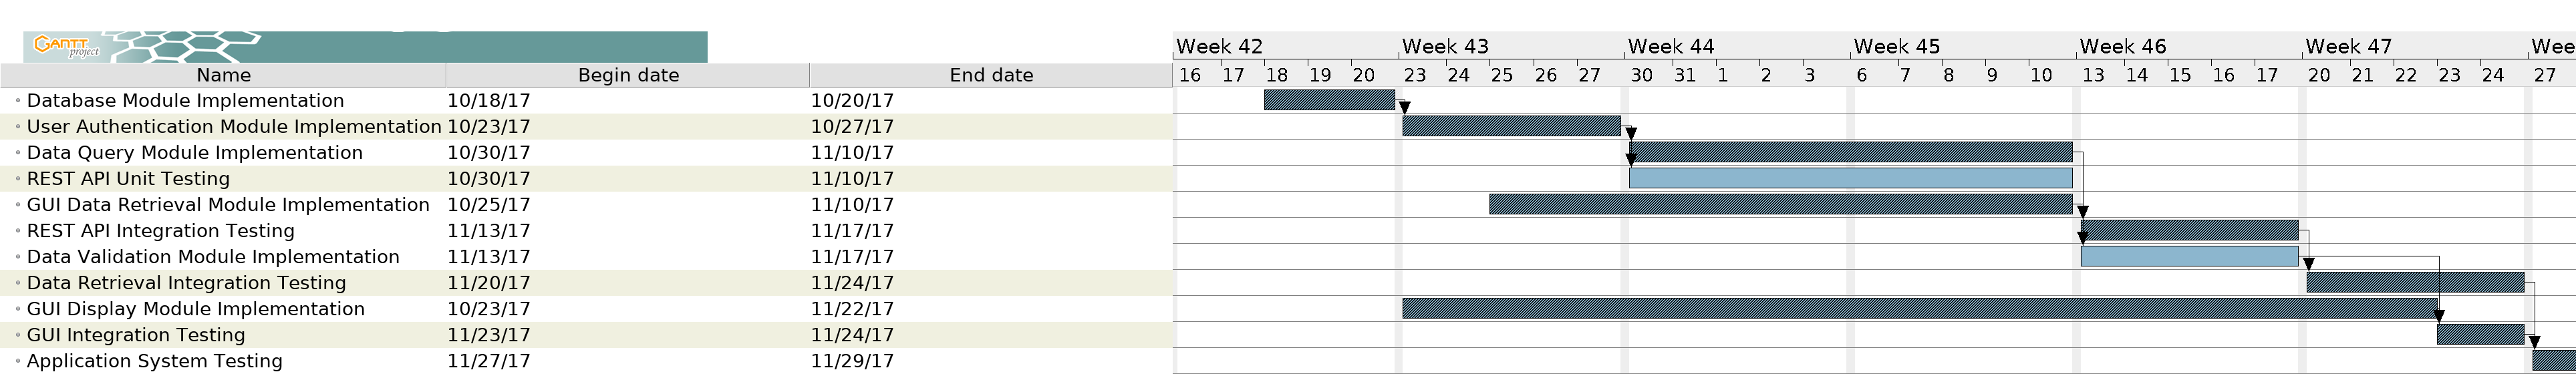 GANTT
project
Week 42 Week 43 Week 44 Week 45 Week 46 Week 47 Wee
Name Begin date End date 16 17 18 19 20 23 24 25 26 27 30 31 1 2 3 6 7 8 9 10 13 14 15 16 17 20 21 22 23 24 27
Database Module Implementation 10/18/17 10/20/17
User Authentication Module Implementation 10/23/17 10/27/17
Data Query Module Implementation 10/30/17 11/10/17
REST API Unit Testing 10/30/17 11/10/17
GUI Data Retrieval Module Implementation 10/25/17 11/10/17
REST API Integration Testing 11/13/17 11/17/17
Data Validation Module Implementation 11/13/17 11/17/17
Data Retrieval Integration Testing 11/20/17 11/24/17
GUI Display Module Implementation 10/23/17 11/22/17
GUI Integration Testing 11/23/17 11/24/17
Application System Testing 11/27/17 11/29/17